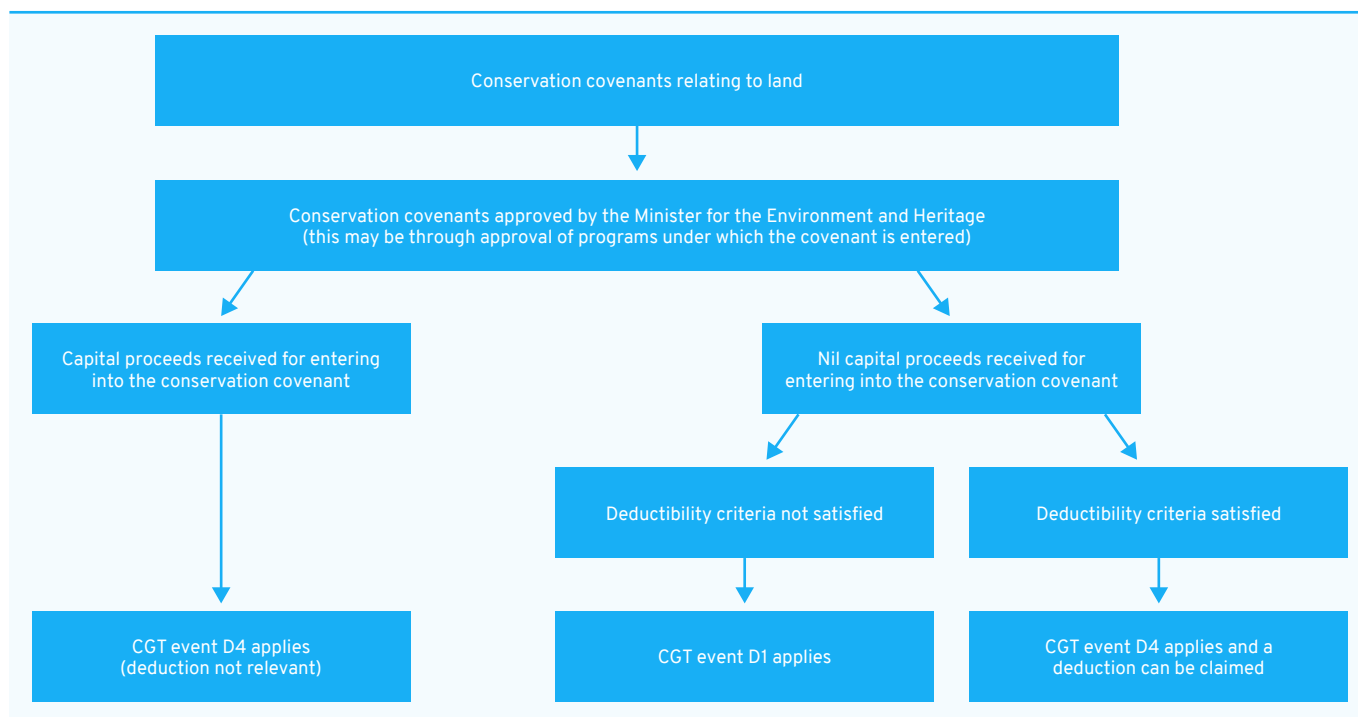 Conservation covenants relating to land
Conservation covenants approved by the Minister for the Environment and Heritage
(this may be through approval of programs under which the covenant is entered)
Capital proceeds received for entering
into the conservation covenant
Nil capital proceeds received for
entering into the conservation covenant
Deductibility criteria not satisfied
Deductibility criteria satisfied
CGT event D4 applies
(deduction not relevant)
CGT event D1 applies
CGT event D4 applies and a
deduction can be claimed